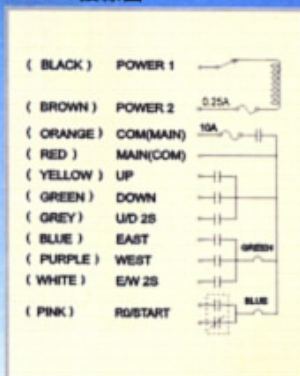 ( BLACK ) POWER 1
( BROWN ) POWER 2 0.25A
( ORANGE ) COM(MAIN) 10A
( RED ) MAIN(COM)
( YELLOW ) UP
( GREEN ) DOWN
( GREY ) U/D 2S
( BLUE ) EAST
GREEN
( PURPLE ) WEST
( WHITE ) E/W 2S
BLUE
( PINK ) R0/START